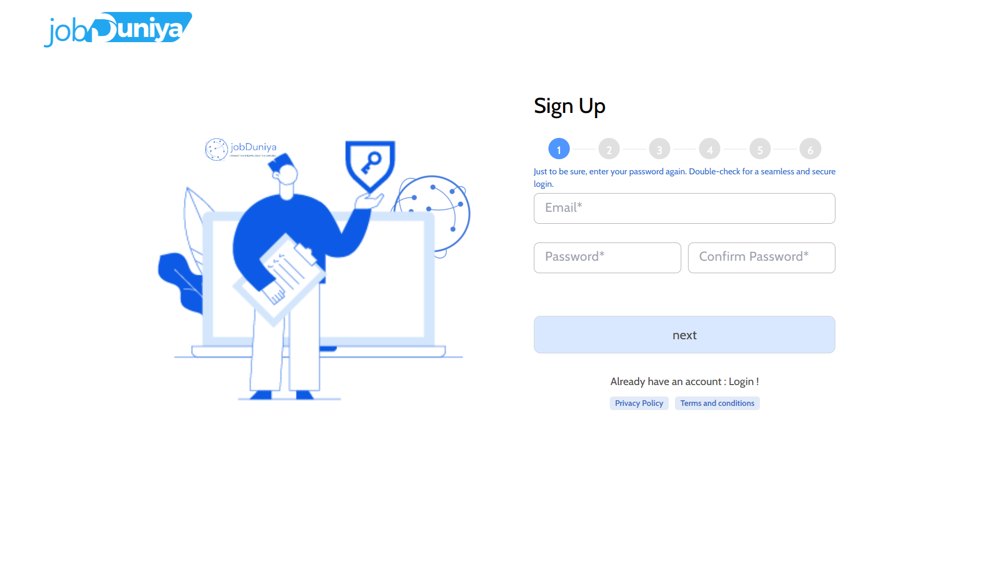 jobDuniya
Sign Up
jobDuniya
1 2 3 4 5 6
Just to be sure, enter your password again. Double-check for a seamless and secure
login.
Email*
Password* Confirm Password*
next
Already have an account : Login !
Privacy Policy Terms and conditions